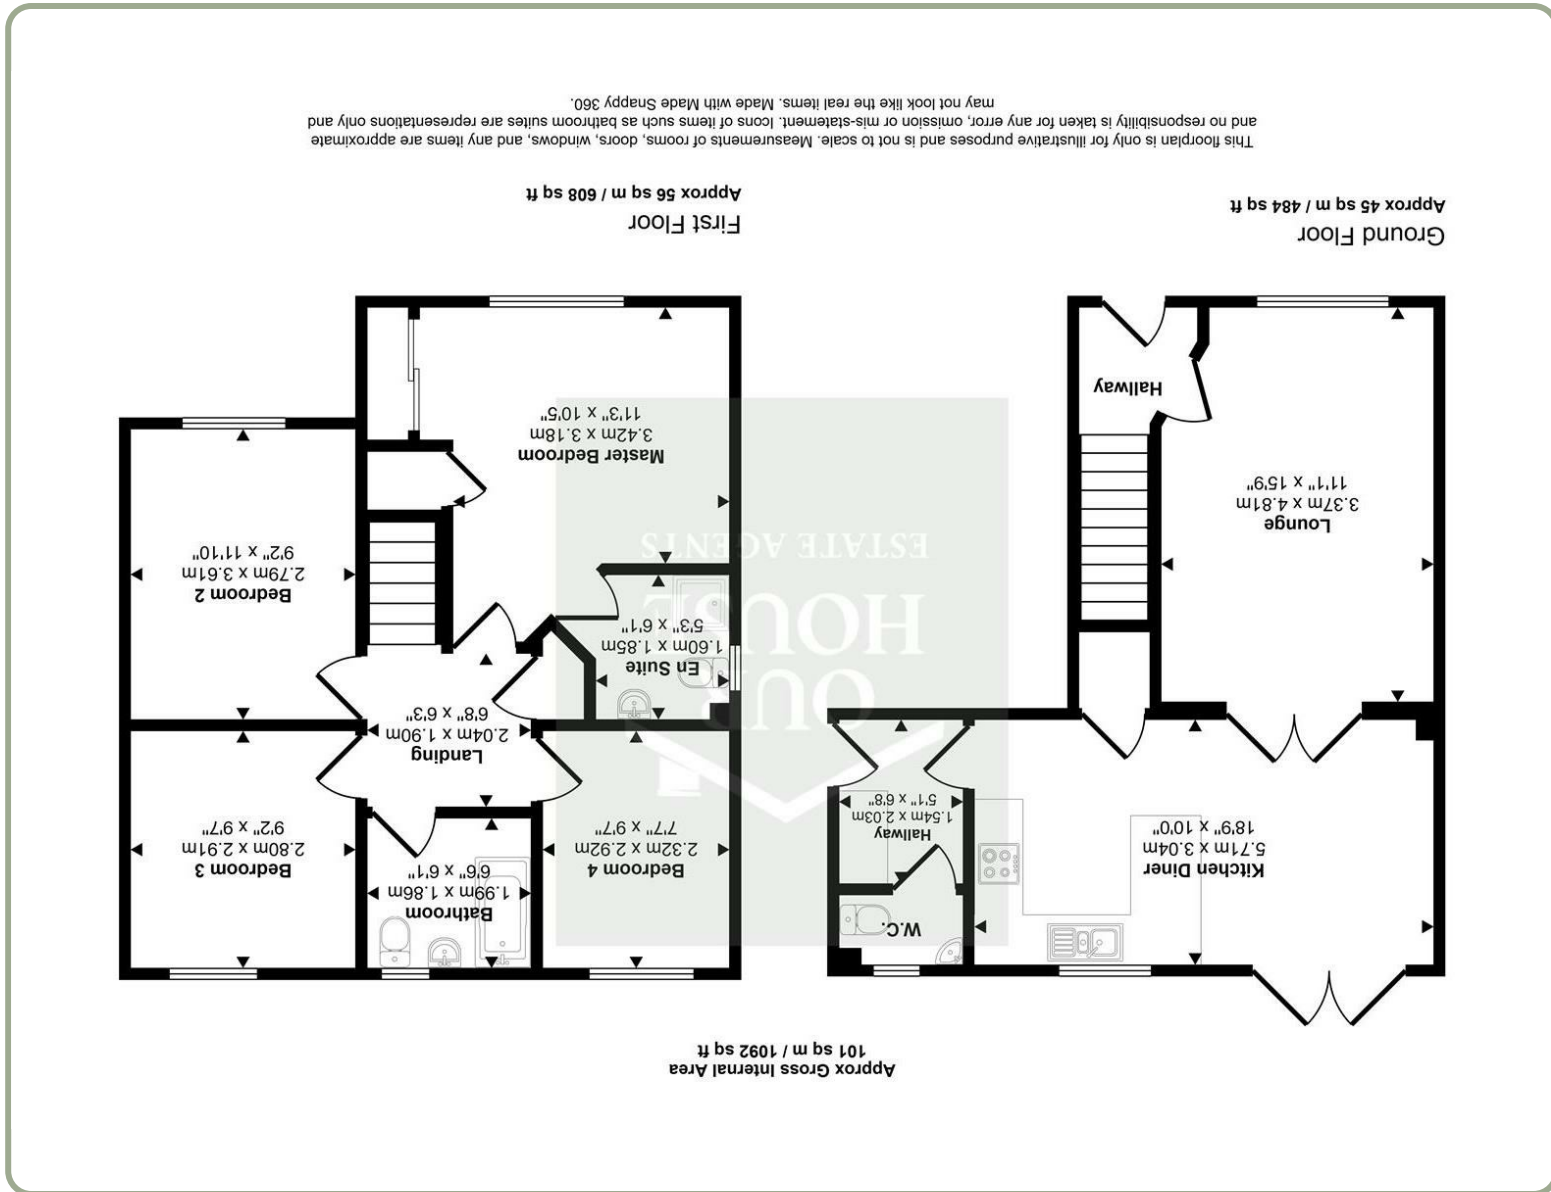 Approx Gross Internal Area
101 sq m / 1092 sq ft
Kitchen Diner
5.71m x 3.04m
18'9" x 10'0"
W.C.
Hallway
1.54m x 2.03m
5'1" x 6'8"
Lounge
3.37m x 4.81m
11'1" x 15'9"
Hallway
Ground Floor
Approx 45 sq m / 484 sq ft
Bedroom 4
2.32m x 2.92m
7'7" x 9'7"
Bathroom
1.99m x 1.86m
6'6" x 6'1"
Bedroom 3
2.80m x 2.91m
9'2" x 9'7"
Landing
2.04m x 1.90m
6'8" x 6'3"
En Suite
1.60m x 1.85m
5'3" x 6'1"
Bedroom 2
2.79m x 3.61m
9'2" x 11'10"
Master Bedroom
3.42m x 3.18m
11'3" x 10'5"
First Floor
Approx 56 sq m / 608 sq ft
OUR
HOUSE
ESTATE AGENTS
This floorplan is only for illustrative purposes and is not to scale. Measurements of rooms, doors, windows, and any items are approximate
and no responsibility is taken for any error, omission or mis-statement. Icons of items such as bathroom suites are representations only and
may not look like the real items. Made with Made Snappy 360.